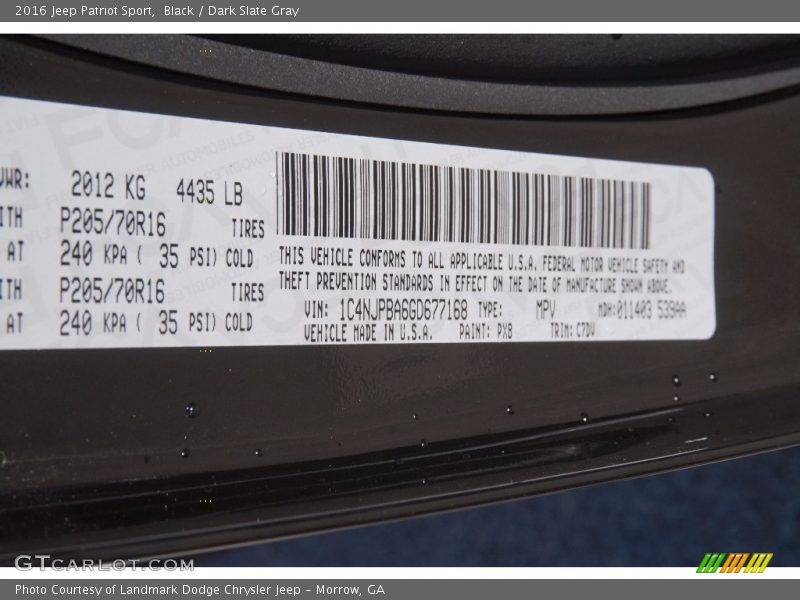 2016 Jeep Patriot Sport, Black / Dark Slate Gray
2012 KG 4435 LB
P205/70R16 TIRES
AT 240 KPA ( 35 PSI) COLD
P205/70R16 TIRES
AT 240 KPA ( 35 PSI) COLD
THIS VEHICLE CONFORMS TO ALL APPLICABLE U.S.A. FEDERAL MOTOR VEHICLE SAFETY AND
THEFT PREVENTION STANDARDS IN EFFECT ON THE DATE OF MANUFACTURE SHOWN ABOVE.
VIN: 1C4NJPBA6GD677168 TYPE: MPV MDH:011403 539AA
VEHICLE MADE IN U.S.A. PAINT: PX8 TRIM: C7DV
GTCARLOT.COM
Photo Courtesy of Landmark Dodge Chrysler Jeep – Morrow, GA